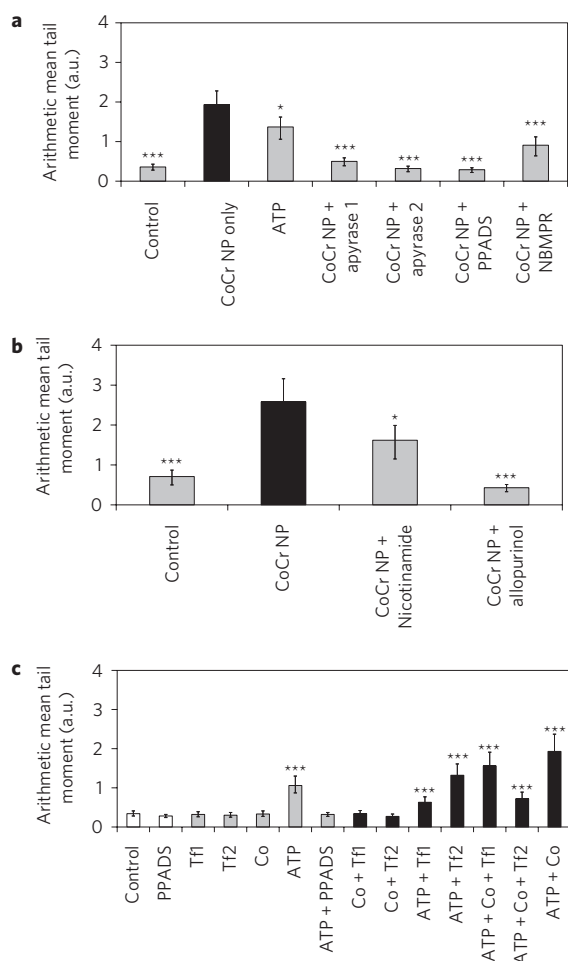 a
Arithmetic mean tail
moment (a.u.)
4
3
2
1
0
***
*
***
***
***
***
Control
CoCr NP only
ATP
CoCr NP +
apyrase 1
CoCr NP +
apyrase 2
CoCr NP +
PPADS
CoCr NP +
NBMPR
b
Arithmetic mean tail
moment (a.u.)
4
3
2
1
0
***
*
***
Control
CoCr NP
CoCr NP +
Nicotinamide
CoCr NP +
allopurinol
c
Arithmetic mean tail
moment (a.u.)
4
3
2
1
0
***
***
***
***
***
***
Control
PPADS
Tf1
Tf2
Co
ATP
ATP + PPADS
Co + Tf1
Co + Tf2
ATP + Tf1
ATP + Tf2
ATP + Co + Tf1
ATP + Co + Tf2
ATP + Co